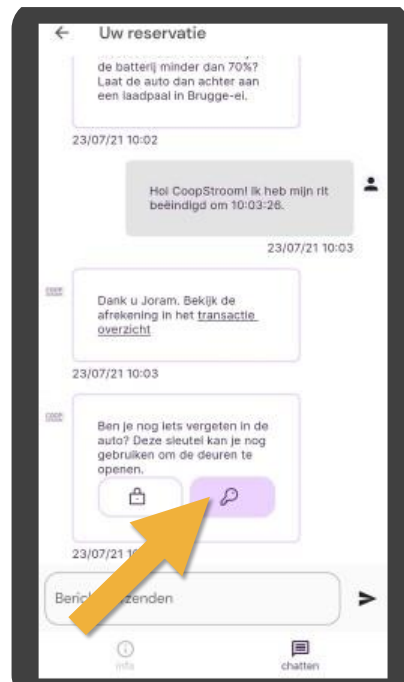 Uw reservatie
de batterij minder dan 70%?
Laat de auto dan achter aan
een laadpaal in Brugge-ei.
23/07/21 10:02
Hoi CoopStroom! Ik heb mijn rit
beëindigd om 10:03:26.
23/07/21 10:03
COOP
Dank u Joram. Bekijk de
afrekening in het transactie
overzicht
23/07/21 10:03
COOP
Ben je nog iets vergeten in de
auto? Deze sleutel kan je nog
gebruiken om de deuren te
openen.
23/07/21
info
chatten